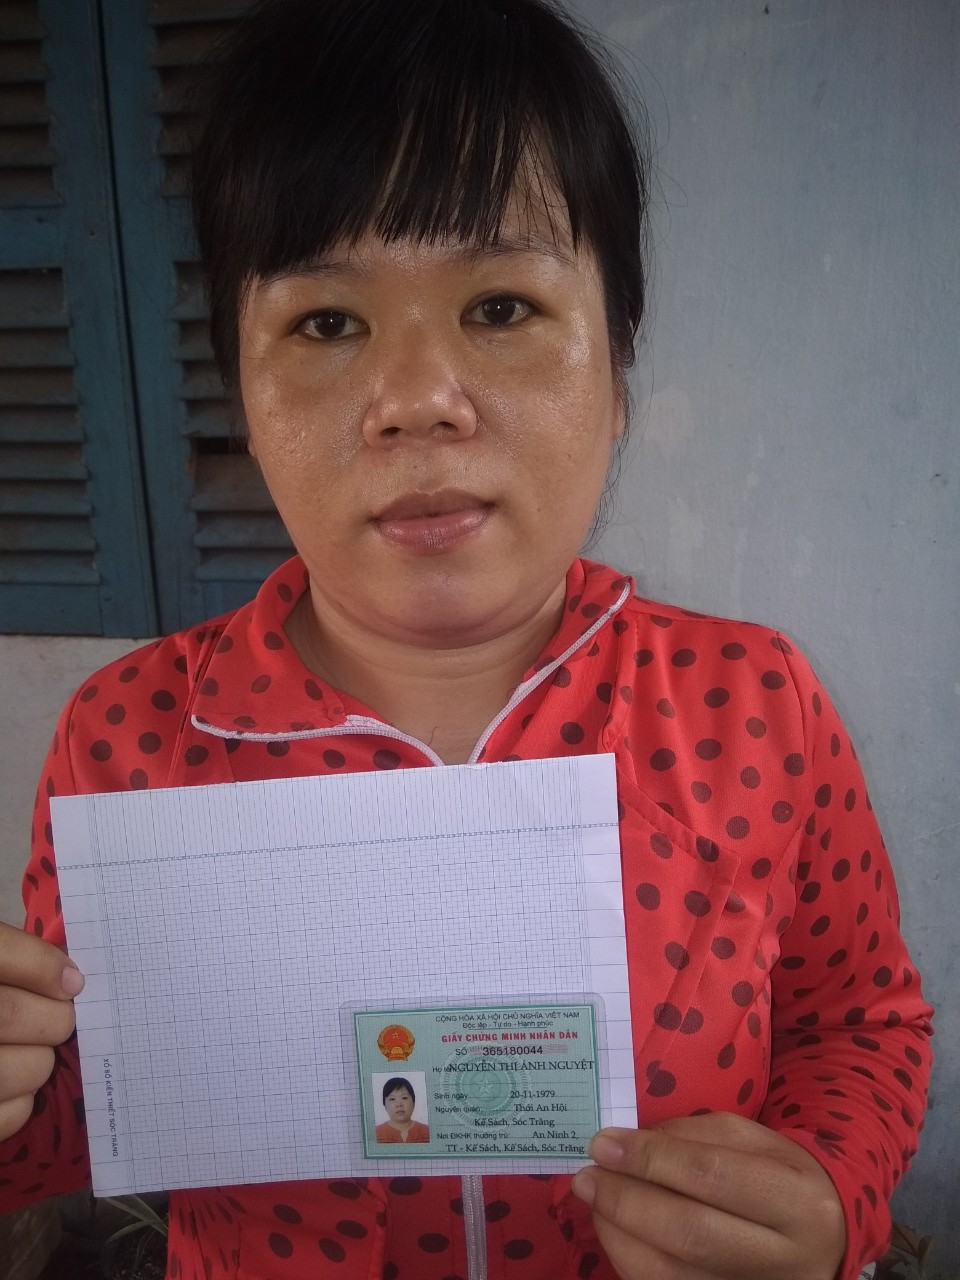 CỘNG HÒA XÃ HỘI CHỦ NGHĨA VIỆT NAM
Độc lập - Tự do - Hạnh phúc
GIẤY CHỨNG MINH NHÂN DÂN
SỐ 365180044
Họ tên NGUYỄN THỊ ÁNH NGUYỆT
Sinh ngày 20-11-1979
Nguyên quán: Thới An Hội
Kế Sách, Sóc Trăng
Nơi ĐKHK thường trú: An Ninh 2,
TT - Kế Sách, Kế Sách, Sóc Trăng
XỔ SỐ KIẾN THIẾT SÓC TRĂNG